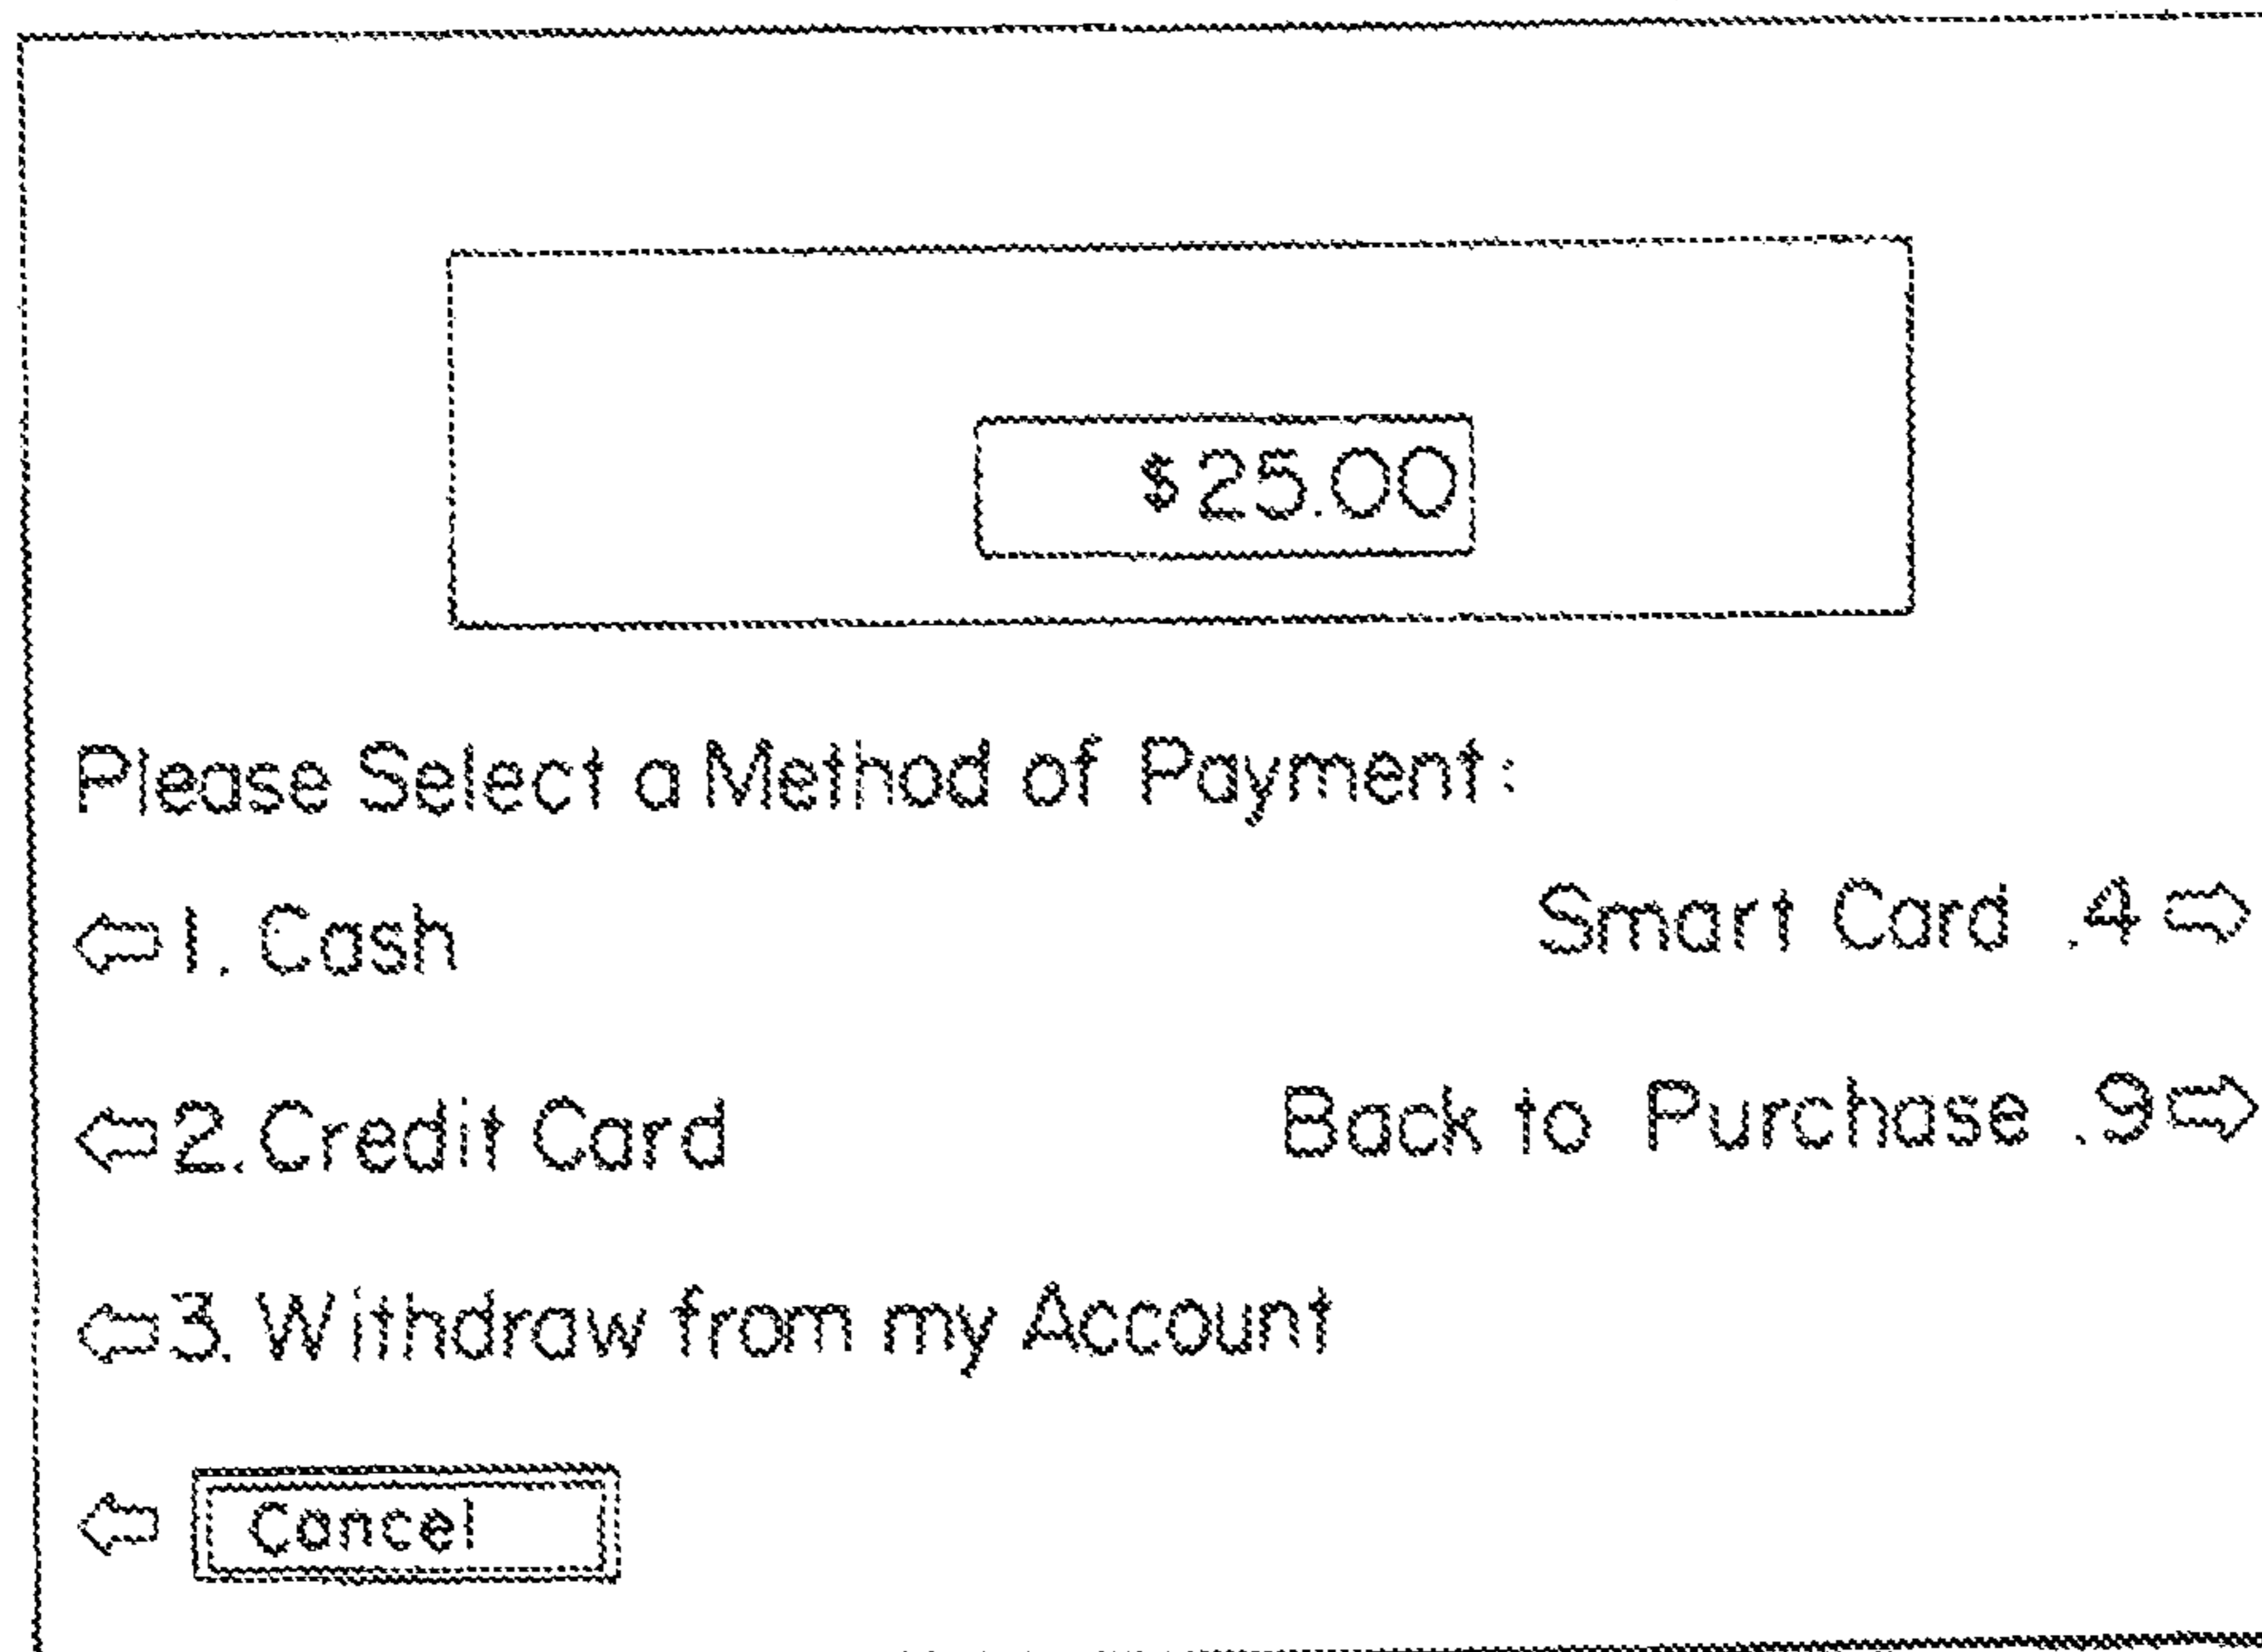 $25.00
Please Select a Method of Payment:
1. Cash
Smart Card .4
2. Credit Card
Back to Purchase .9
3. Withdraw from my Account
Cancel